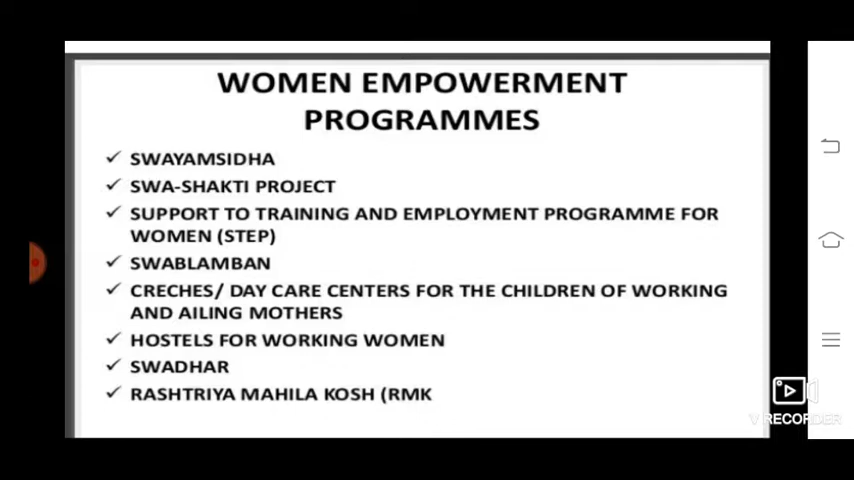 WOMEN EMPOWERMENT
PROGRAMMES
✓ SWAYAMSIDHA
✓ SWA-SHAKTI PROJECT
✓ SUPPORT TO TRAINING AND EMPLOYMENT PROGRAMME FOR
WOMEN (STEP)
✓ SWABLAMBAN
✓ CRECHES/ DAY CARE CENTERS FOR THE CHILDREN OF WORKING
AND AILING MOTHERS
✓ HOSTELS FOR WORKING WOMEN
✓ SWADHAR
✓ RASHTRIYA MAHILA KOSH (RMK
V RECORDER